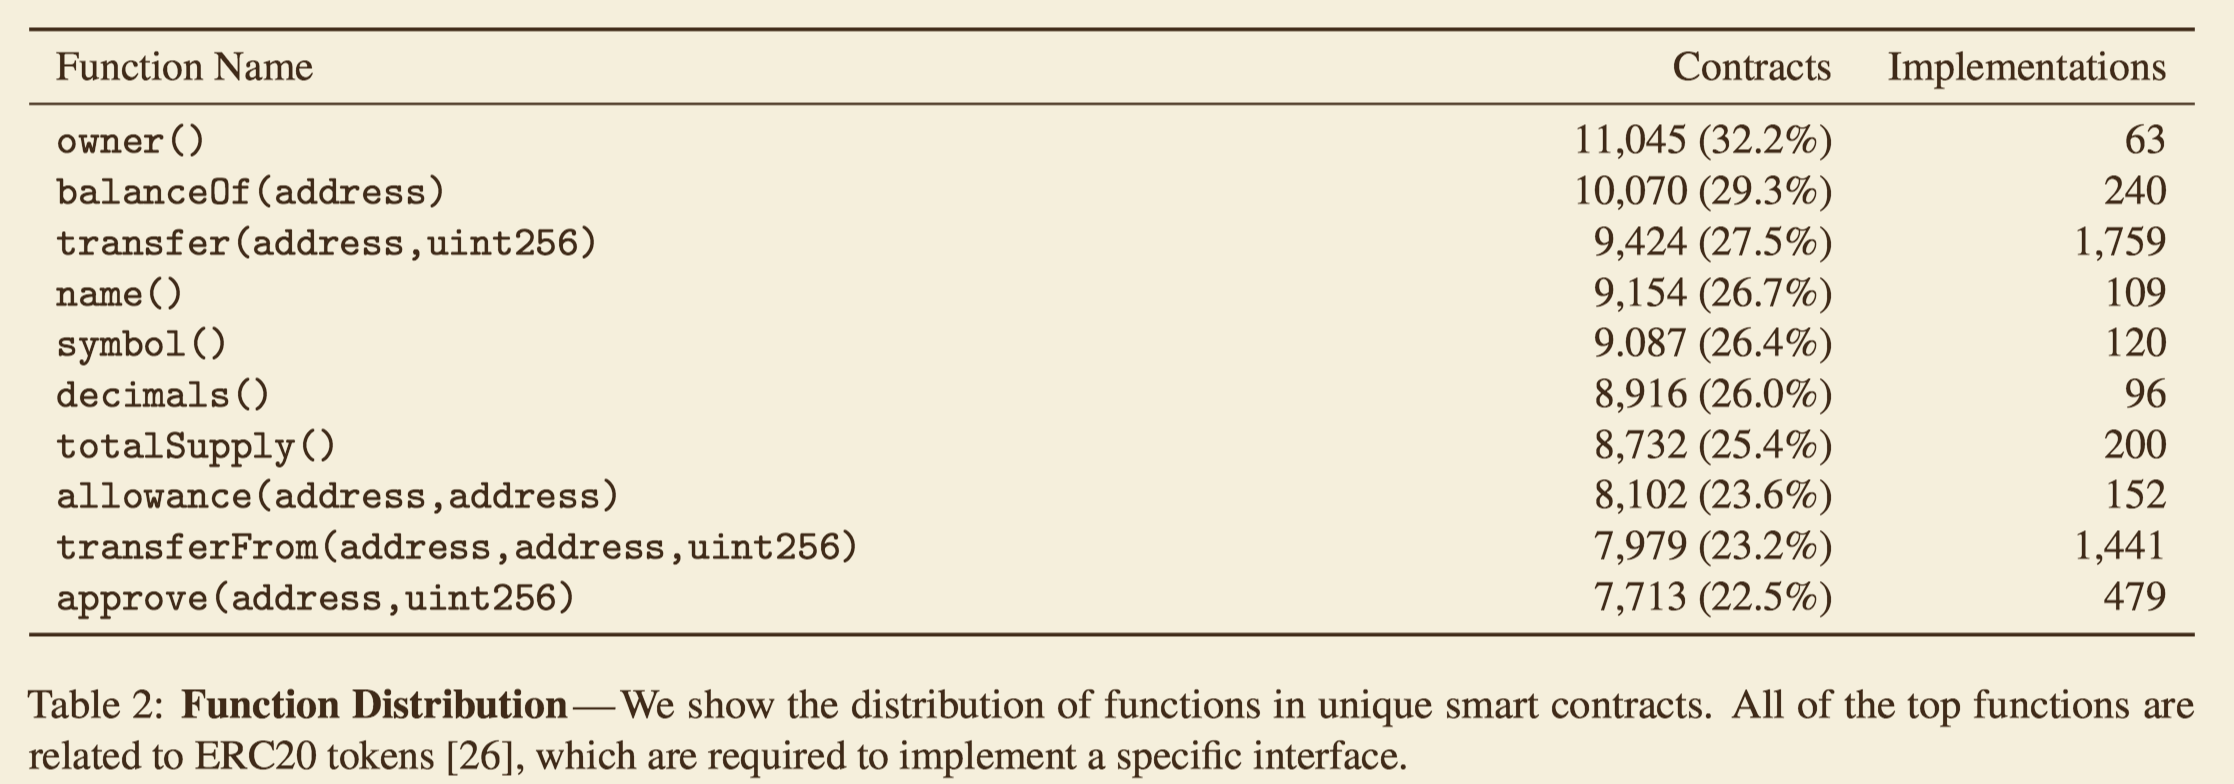 Function Name Contracts Implementations
owner() 11,045 (32.2%) 63
balanceOf(address) 10,070 (29.3%) 240
transfer(address,uint256) 9,424 (27.5%) 1,759
name() 9,154 (26.7%) 109
symbol() 9.087 (26.4%) 120
decimals() 8,916 (26.0%) 96
totalSupply() 8,732 (25.4%) 200
allowance(address,address) 8,102 (23.6%) 152
transferFrom(address,address,uint256) 7,979 (23.2%) 1,441
approve(address,uint256) 7,713 (22.5%) 479
Table 2: Function Distribution—We show the distribution of functions in unique smart contracts. All of the top functions are
related to ERC20 tokens [26], which are required to implement a specific interface.